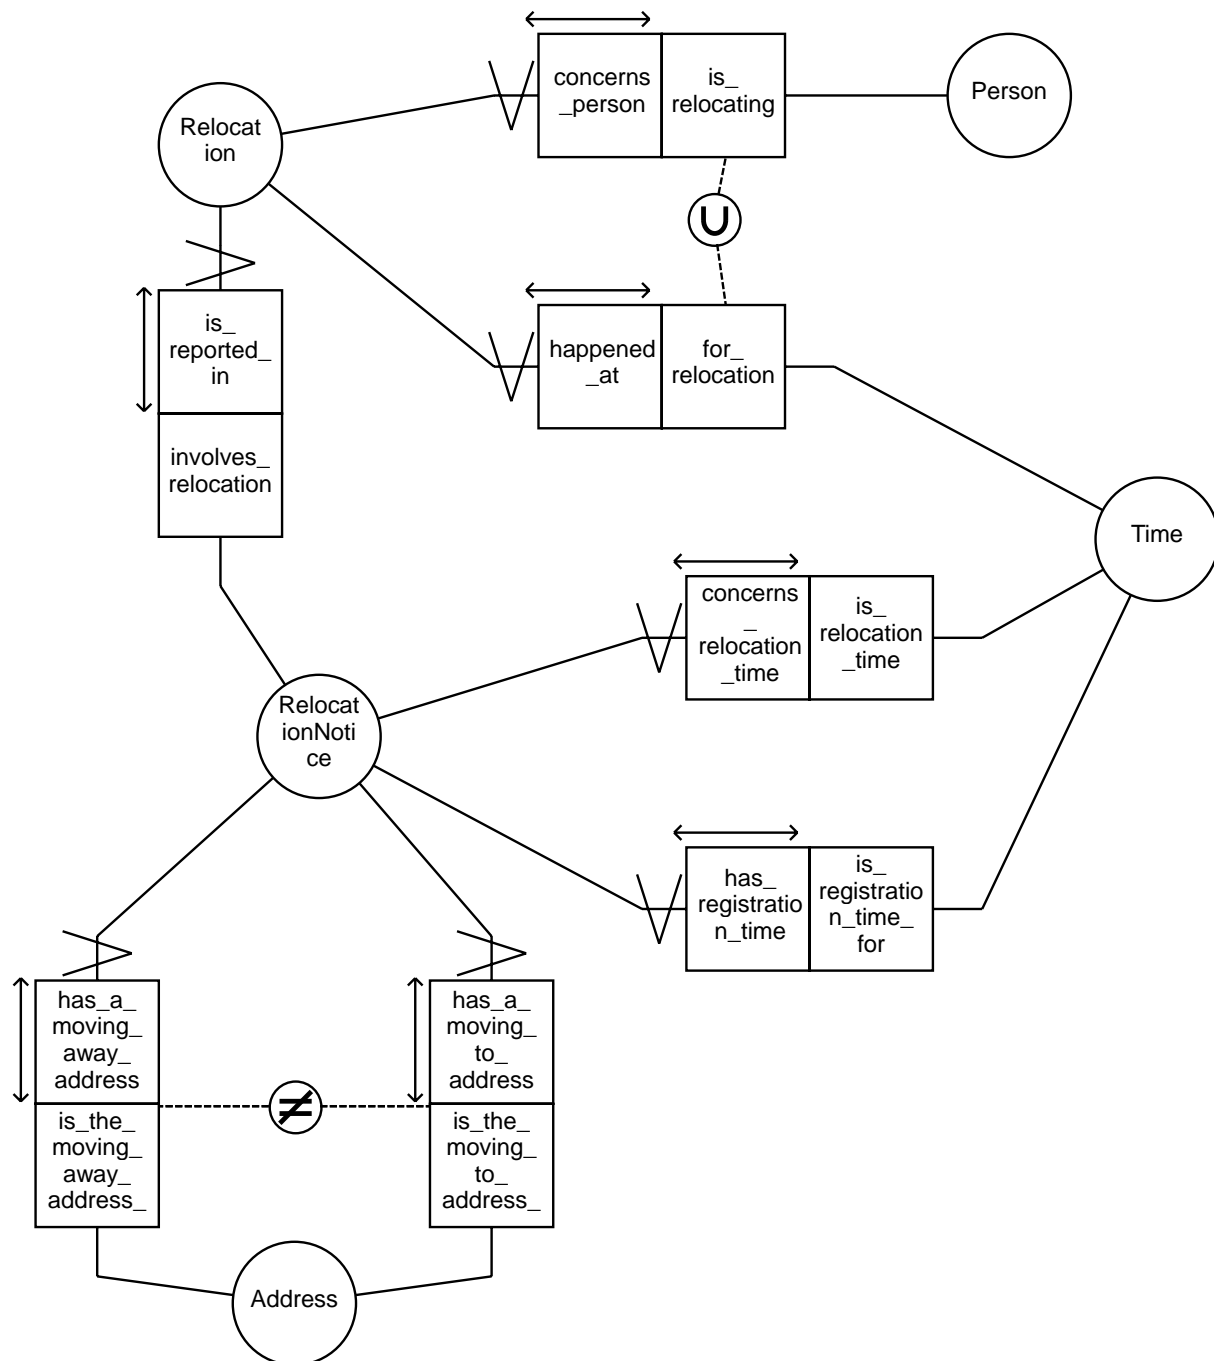 concerns
_person
is_
relocating
Person
Relocat
ion
is_
reported_
in
involves_
relocation
happened
_at
for_
relocation
Time
concerns
_
relocation
_time
is_
relocation
_time
Relocat
ionNoti
ce
has_
registratio
n_time
is_
registratio
n_time_
for
has_a_
moving_
away_
address
is_the_
moving_
away_
address_
has_a_
moving_
to_
address
is_the_
moving_
to_
address_
Address